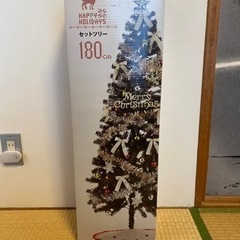 HAPPY
HOLIDAYS
セットツリー
180cm
Merry
Christmas